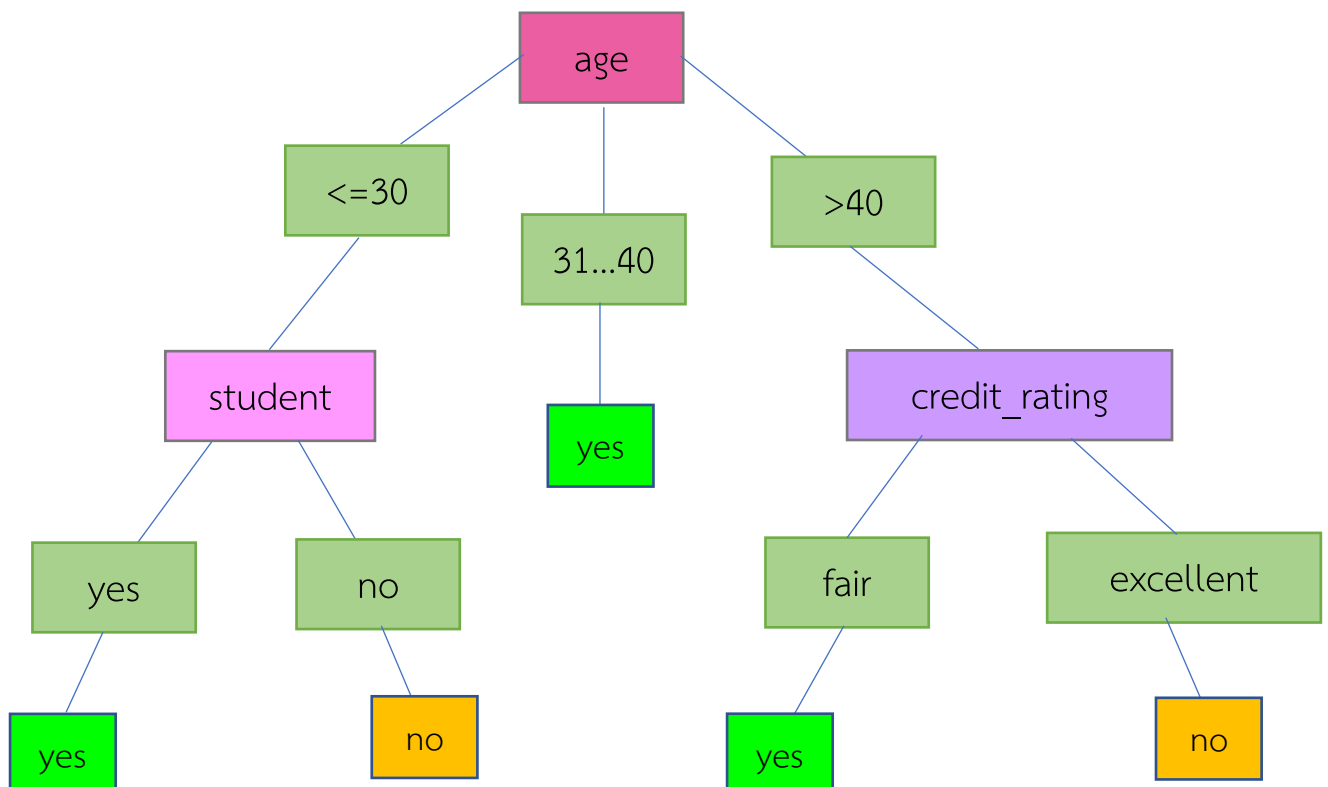 age
<=30
>40
31...40
student
credit_rating
yes
yes
no
fair
excellent
yes
no
yes
no